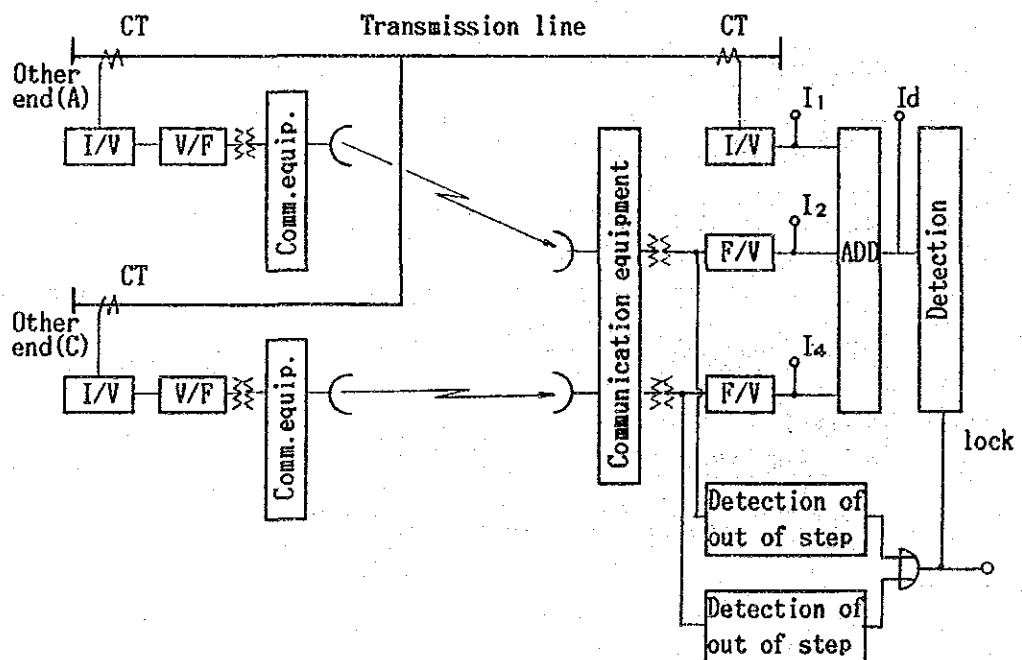 CT
Transmission line
CT
Other
end(A)
I/V
V/F
Comm.equip.
Communication equipment
I/V
I1
Id
ADD
Detection
F/V
I2
CT
Other
end(C)
I/V
V/F
Comm.equip.
F/V
I4
lock
Detection of
out of step
Detection of
out of step